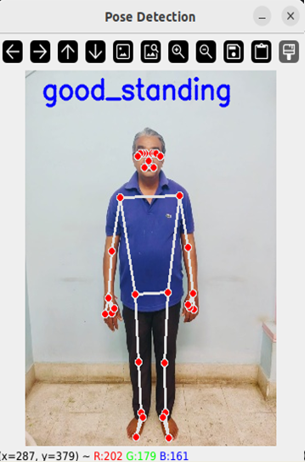 Pose Detection
good_standing
(x=287, y=379) ~ R:202 G:179 B:161